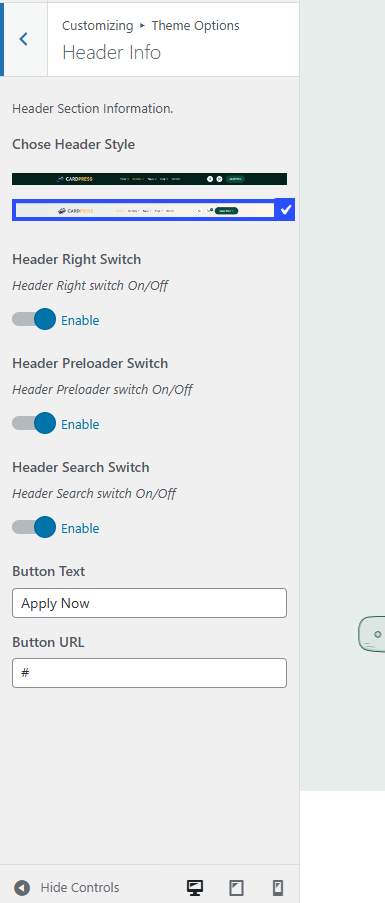 Customizing ▸ Theme Options
Header Info
Header Section Information.
Chose Header Style
CARDPRESS
CARDPRESS
Header Right Switch
Header Right switch On/Off
Enable
Header Preloader Switch
Header Preloader switch On/Off
Enable
Header Search Switch
Header Search switch On/Off
Enable
Button Text
Apply Now
Button URL
#
Hide Controls